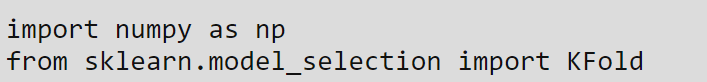 import numpy as np
from sklearn.model_selection import KFold